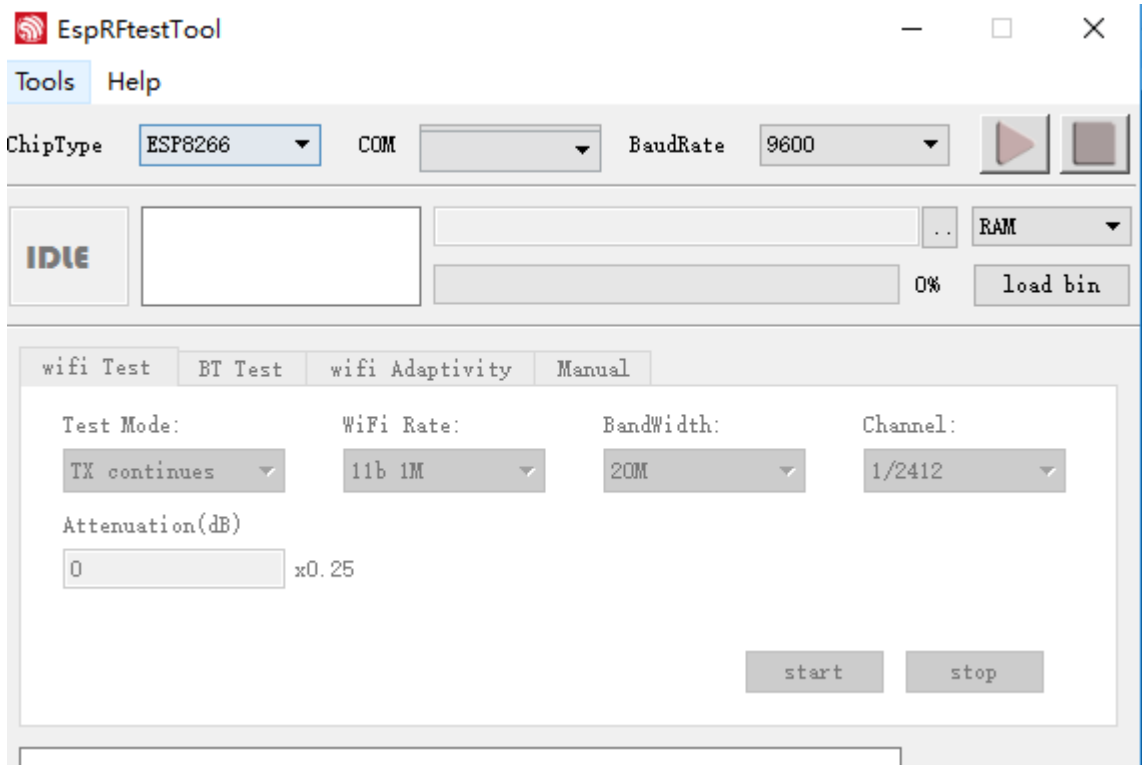 EspRFtestTool
Tools Help
ChipType ESP8266 COM BaudRate 9600
IDLE .. RAM
0% load bin
wifi Test BT Test wifi Adaptivity Manual
Test Mode: WiFi Rate: BandWidth: Channel:
TX continues 11b 1M 20M 1/2412
Attenuation(dB)
0 x0.25
start stop